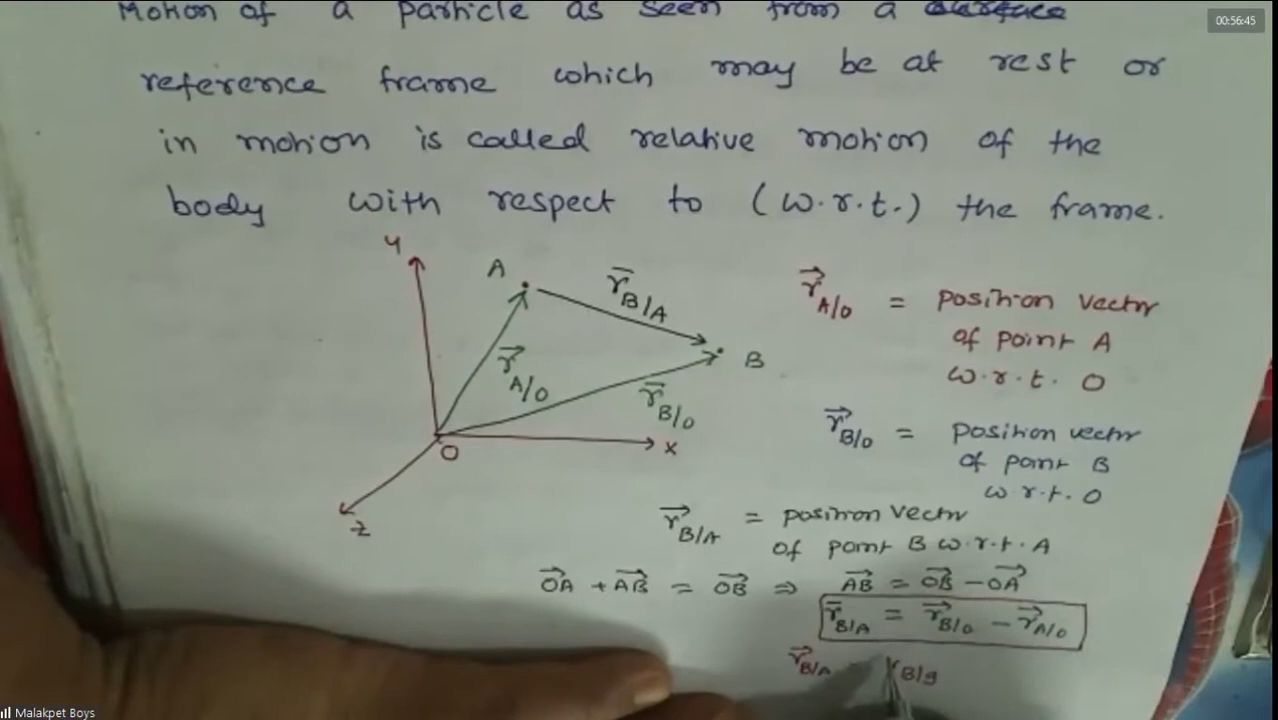 00:56:45
Motion of a particle as seen from a
reference frame which may be at rest or
in motion is called relative motion of the
body with respect to (w.r.t.) the frame.
y
A
r⃗ B/A
r⃗ A/O
B
r⃗ B/O
O
x
z
r⃗ A/O = position vector
of point A
w.r.t. O
r⃗ B/O = position vector
of point B
w.r.t. O
r⃗ B/A = position vector
of point B w.r.t. A
OA⃗ + AB⃗ = OB⃗ ⇒ AB⃗ = OB⃗ - OA⃗
r⃗ B/A = r⃗ B/O - r⃗ A/O
r⃗ B/A r B/g
Malakpet Boys